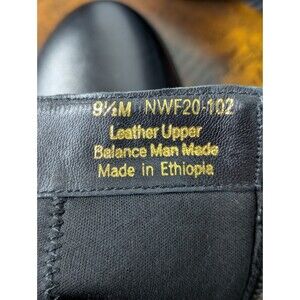 9½M NWF20-102
Leather Upper
Balance Man Made
Made in Ethiopia